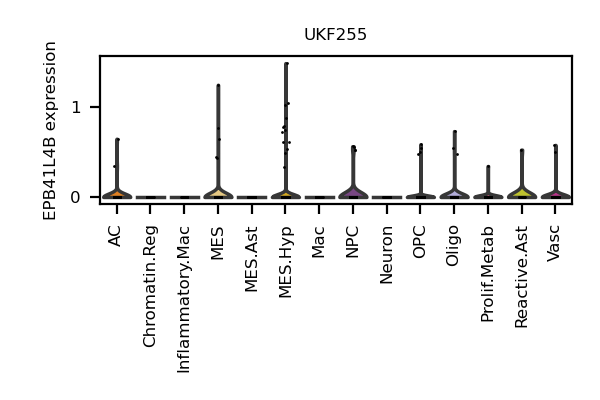 UKF255
EPB41L4B expression
1
0
AC
Chromatin.Reg
Inflammatory.Mac
MES
MES.Ast
MES.Hyp
Mac
NPC
Neuron
OPC
Oligo
Prolif.Metab
Reactive.Ast
Vasc